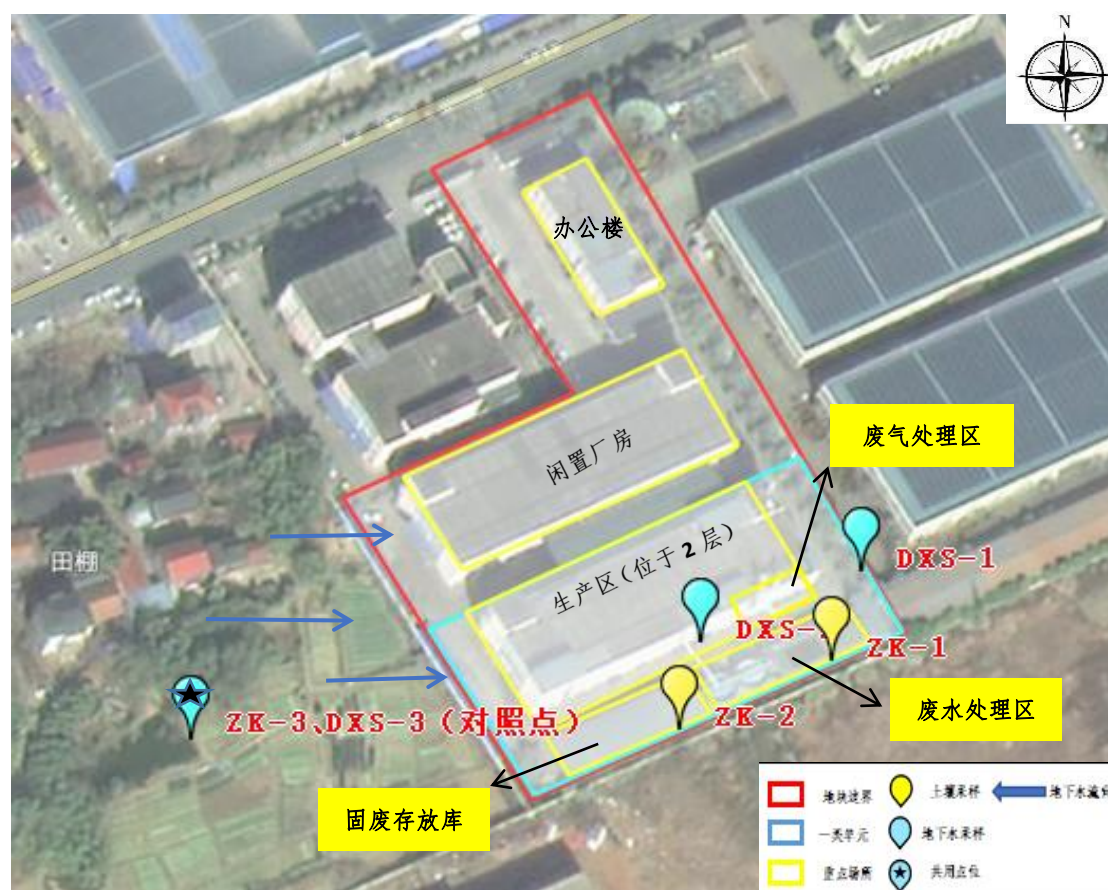 N
办公楼
废气处理区
闲置厂房
生产区(位于2层)
田棚
DXS-1
DXS-
ZK-1
ZK-3、DXS-3(对照点)
ZK-2
废水处理区
固废存放库
地块边界
土壤采样
地下水流向
一类单元
地下水采样
重点场所
共用点位